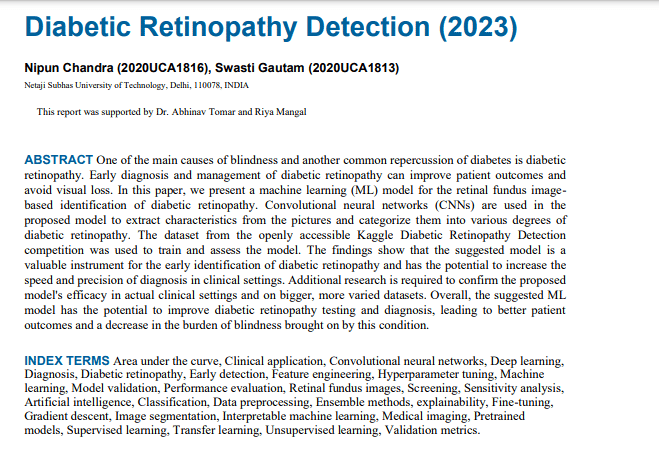 Diabetic Retinopathy Detection (2023)
Nipun Chandra (2020UCA1816), Swasti Gautam (2020UCA1813)
Netaji Subhas University of Technology, Delhi, 110078, INDIA
This report was supported by Dr. Abhinav Tomar and Riya Mangal
ABSTRACT One of the main causes of blindness and another common repercussion of diabetes is diabetic
retinopathy. Early diagnosis and management of diabetic retinopathy can improve patient outcomes and
avoid visual loss. In this paper, we present a machine learning (ML) model for the retinal fundus image-
based identification of diabetic retinopathy. Convolutional neural networks (CNNs) are used in the
proposed model to extract characteristics from the pictures and categorize them into various degrees of
diabetic retinopathy. The dataset from the openly accessible Kaggle Diabetic Retinopathy Detection
competition was used to train and assess the model. The findings show that the suggested model is a
valuable instrument for the early identification of diabetic retinopathy and has the potential to increase the
speed and precision of diagnosis in clinical settings. Additional research is required to confirm the proposed
model's efficacy in actual clinical settings and on bigger, more varied datasets. Overall, the suggested ML
model has the potential to improve diabetic retinopathy testing and diagnosis, leading to better patient
outcomes and a decrease in the burden of blindness brought on by this condition.
INDEX TERMS Area under the curve, Clinical application, Convolutional neural networks, Deep learning,
Diagnosis, Diabetic retinopathy, Early detection, Feature engineering, Hyperparameter tuning, Machine
learning, Model validation, Performance evaluation, Retinal fundus images, Screening, Sensitivity analysis,
Artificial intelligence, Classification, Data preprocessing, Ensemble methods, explainability, Fine-tuning,
Gradient descent, Image segmentation, Interpretable machine learning, Medical imaging, Pretrained
models, Supervised learning, Transfer learning, Unsupervised learning, Validation metrics.